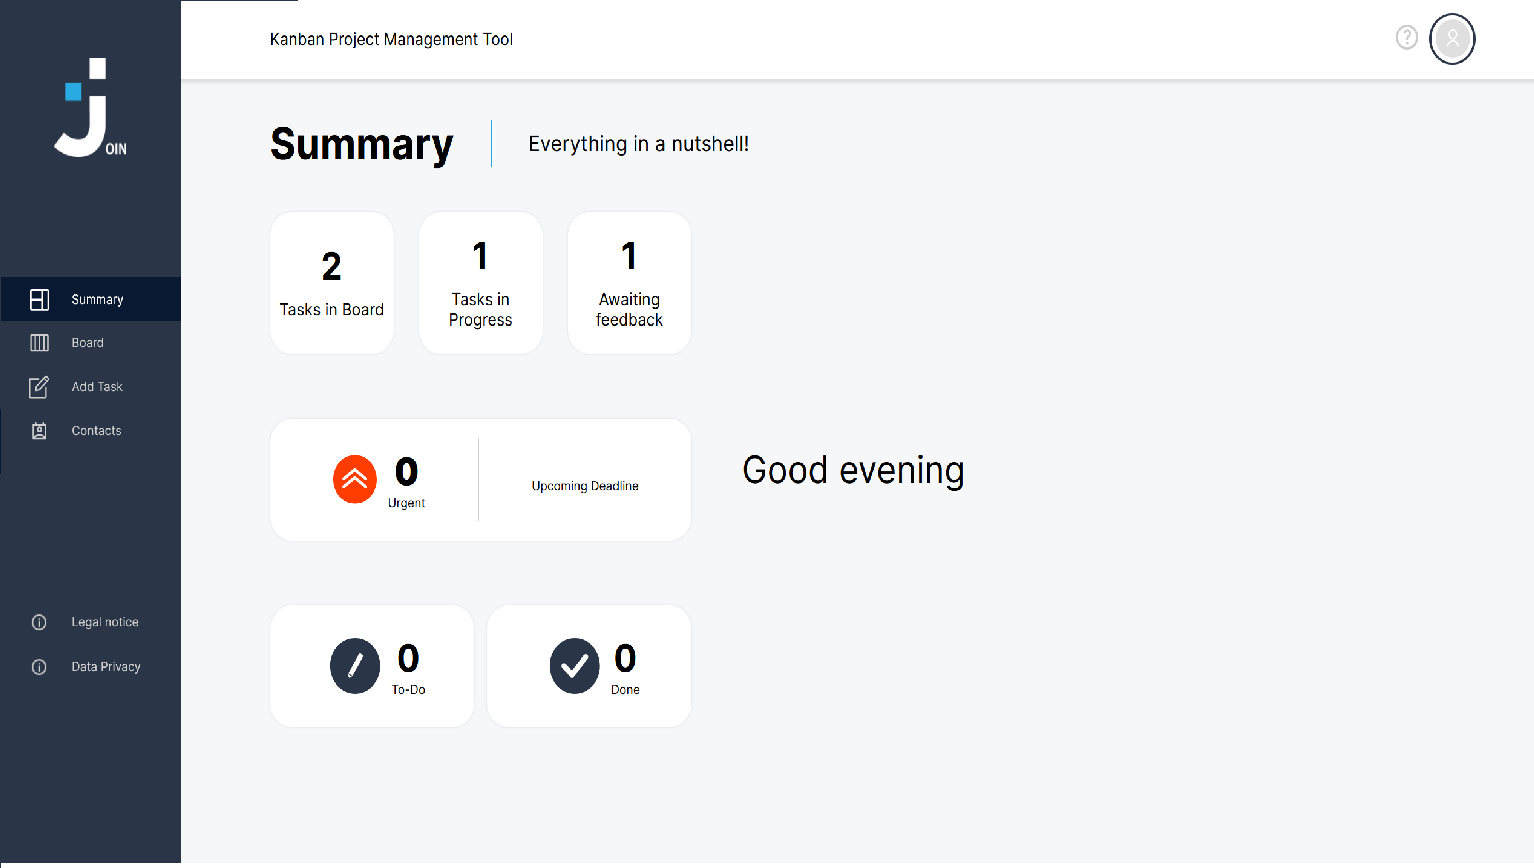 Kanban Project Management Tool
?
JOIN
Summary
Board
Add Task
Contacts
Legal notice
Data Privacy
Summary
Everything in a nutshell!
2
Tasks in Board
1
Tasks in
Progress
1
Awaiting
feedback
0
Urgent
Upcoming Deadline
Good evening
0
To-Do
0
Done